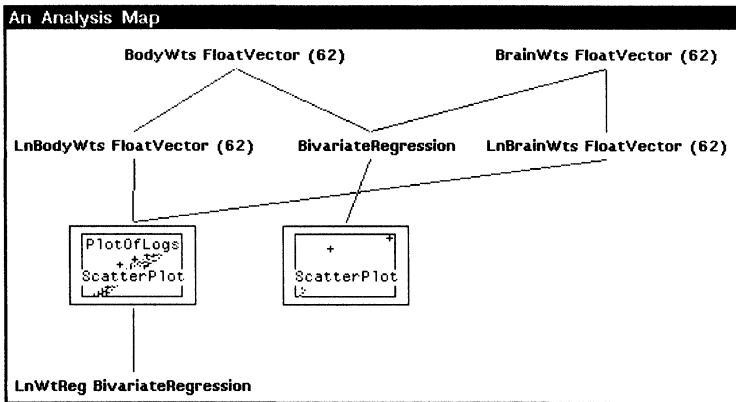 An Analysis Map
BodyWts FloatVector (62)
BrainWts FloatVector (62)
LnBodyWts FloatVector (62)
BivariateRegression
LnBrainWts FloatVector (62)
PlotOfLogs
ScatterPlot
ScatterPlot
LnWtReg BivariateRegression